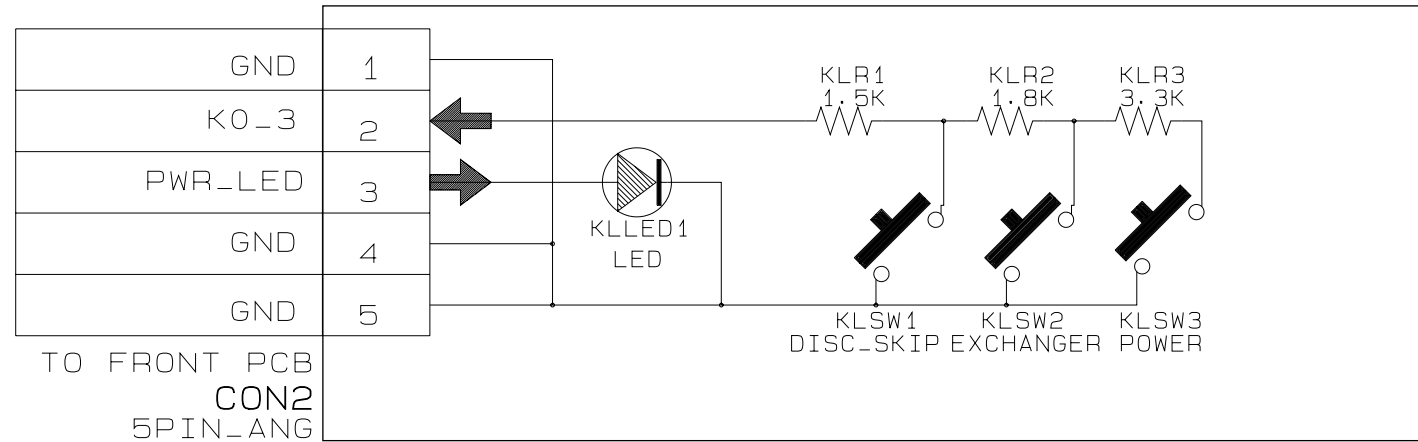 GND 1
KO_3 2
PWR_LED 3
GND 4
GND 5
TO FRONT PCB
CON2
5PIN_ANG
KLLED1
LED
KLR1
1.5K
KLR2
1.8K
KLR3
3.3K
KLSW1
DISC_SKIP
KLSW2
EXCHANGER
KLSW3
POWER